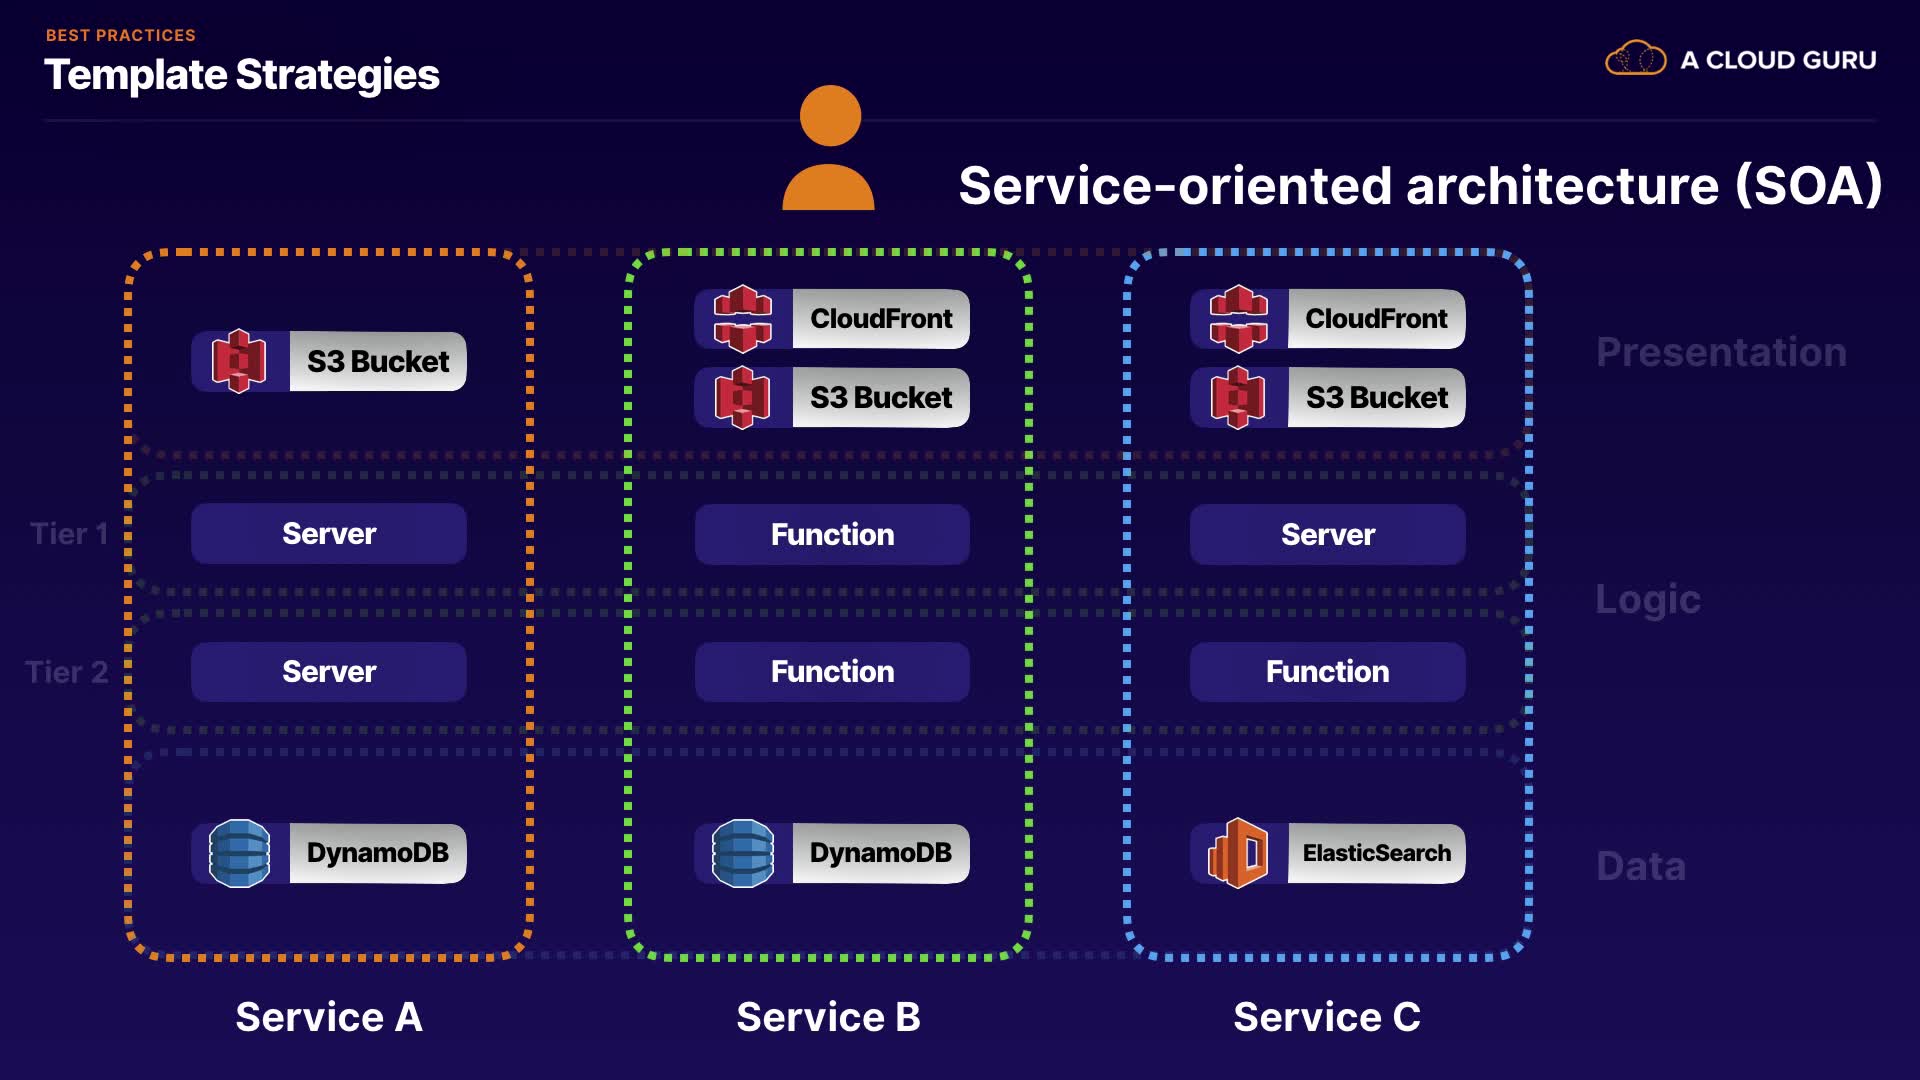 BEST PRACTICES
Template Strategies
A CLOUD GURU
Service-oriented architecture (SOA)
S3 Bucket
CloudFront
S3 Bucket
CloudFront
S3 Bucket
Presentation
Tier 1
Server
Function
Server
Logic
Tier 2
Server
Function
Function
DynamoDB
DynamoDB
ElasticSearch
Data
Service A
Service B
Service C